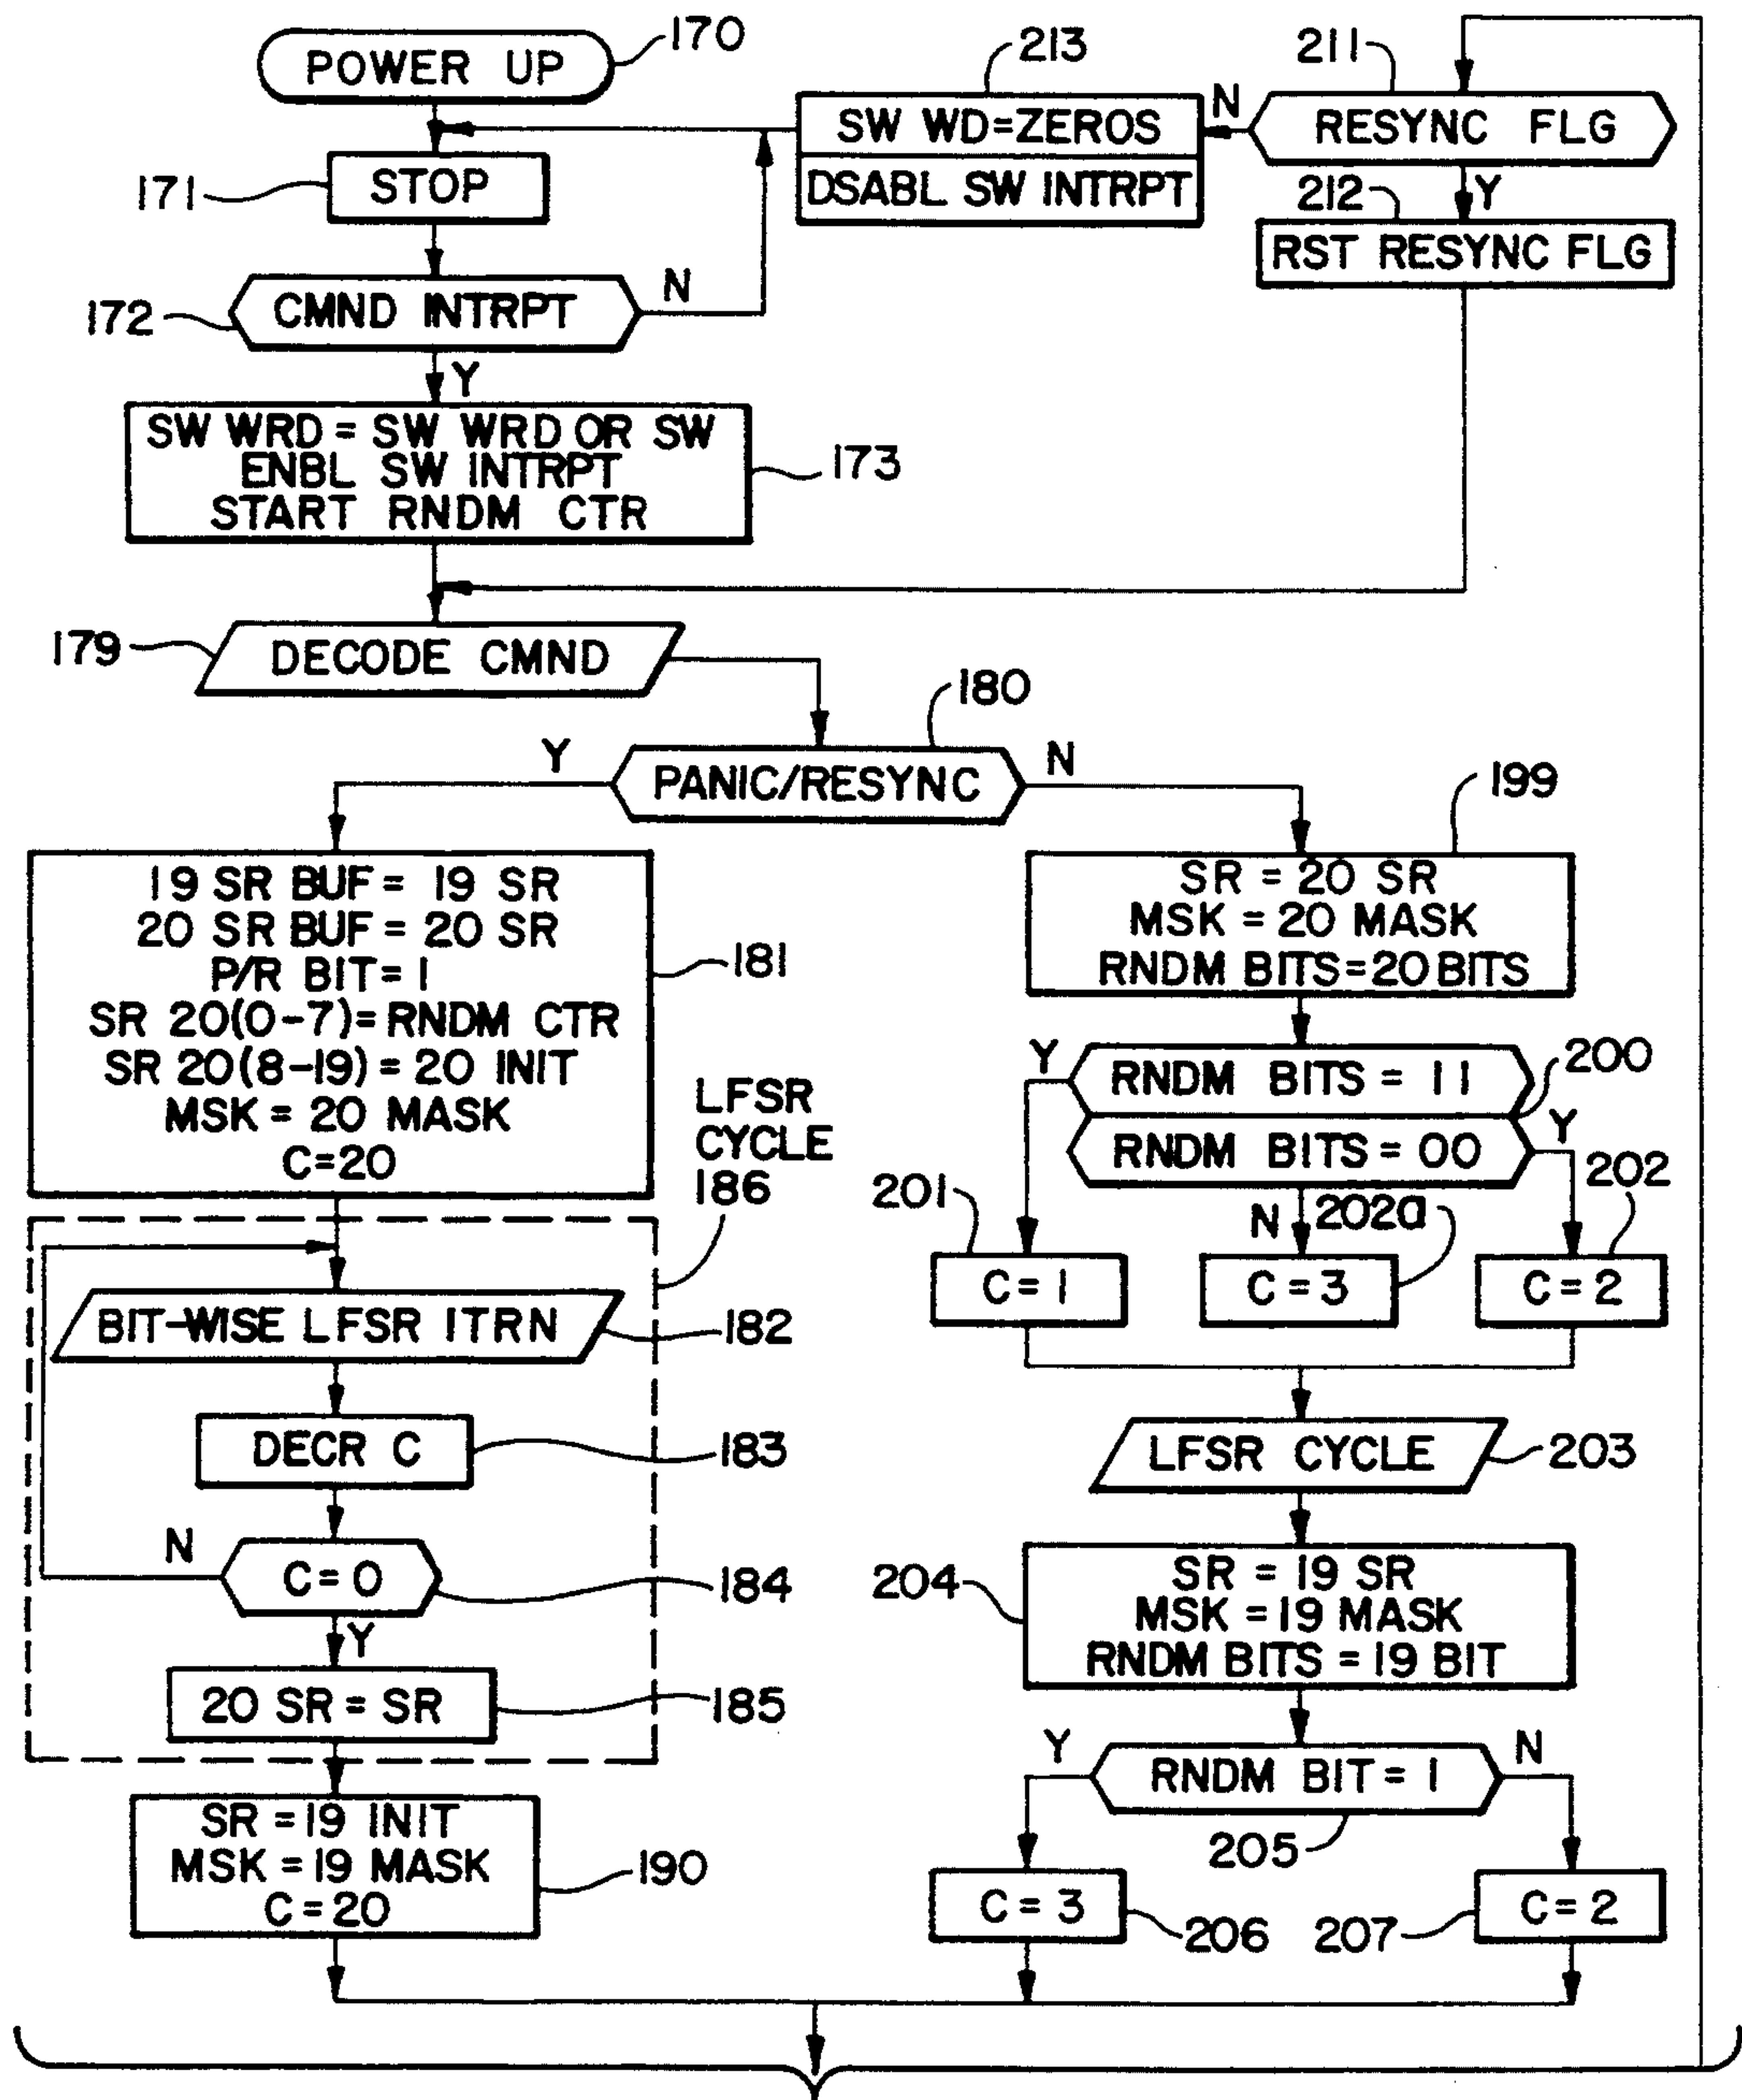 POWER UP
170
STOP
171
CMND INTRPT
172
N
Y
SW WRD = SW WRD OR SW
ENBL SW INTRPT
START RNDM CTR
173
213
SW WD=ZEROS
DSABL SW INTRPT
N
211
RESYNC FLG
Y
212
RST RESYNC FLG
179
DECODE CMND
180
Y
PANIC/RESYNC
N
19 SR BUF = 19 SR
20 SR BUF = 20 SR
P/R BIT = 1
SR 20(0-7)= RNDM CTR
SR 20(8-19) = 20 INIT
MSK = 20 MASK
C=20
181
LFSR
CYCLE
186
BIT-WISE LFSR ITRN
182
DECR C
183
N
C=0
184
Y
20 SR = SR
185
SR = 19 INIT
MSK = 19 MASK
C = 20
190
199
SR = 20 SR
MSK = 20 MASK
RNDM BITS = 20 BITS
Y
RNDM BITS = 11
200
RNDM BITS = 00
Y
201
N
202a
202
C = 1
C = 3
C = 2
LFSR CYCLE
203
204
SR = 19 SR
MSK = 19 MASK
RNDM BITS = 19 BIT
Y
RNDM BIT = 1
N
205
C = 3
206
207
C = 2